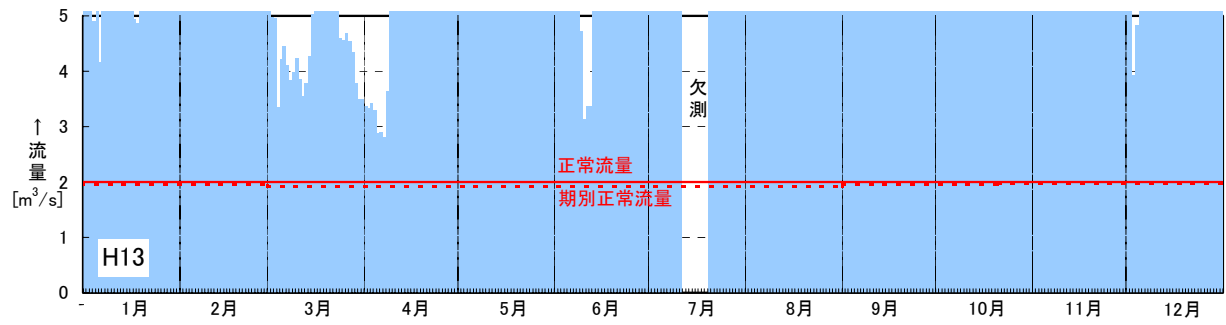 5
4
3
2
1
0
↑
流
量
[m³/s]
欠
測
正常流量
期別正常流量
H13
1月 2月 3月 4月 5月 6月 7月 8月 9月 10月 11月 12月